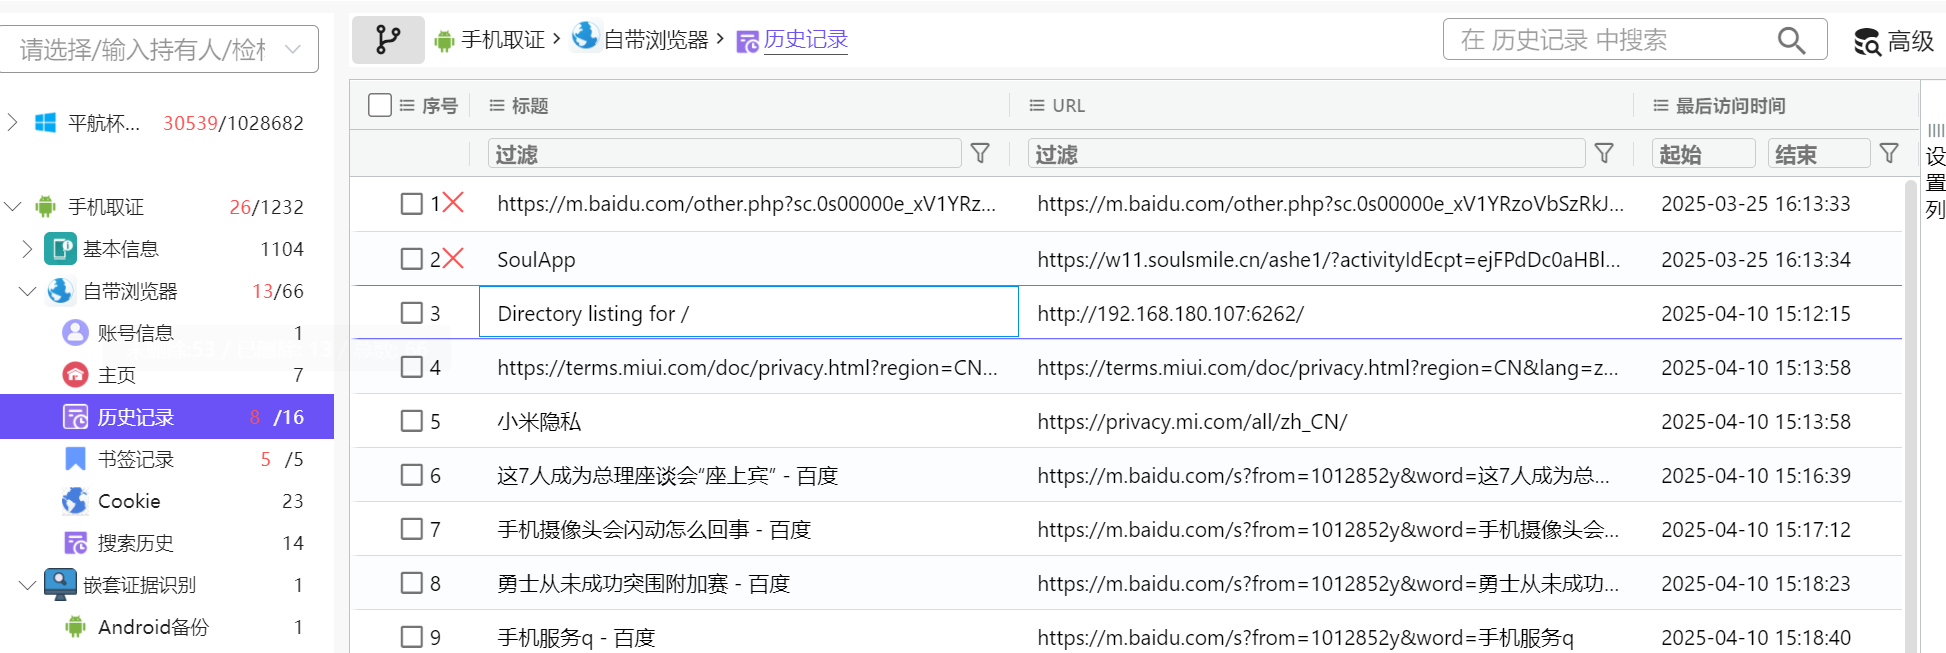 请选择/输入持有人/检材
手机取证 > 自带浏览器 > 历史记录
在 历史记录 中搜索
高级
平航杯... 30539/1028682
手机取证 26/1232
基本信息 1104
自带浏览器 13/66
账号信息 1
主页 7
历史记录 8 /16
书签记录 5 /5
Cookie 23
搜索历史 14
嵌套证据识别 1
Android备份 1
序号 标题 URL 最后访问时间
过滤 过滤 起始 结束
1 https://m.baidu.com/other.php?sc.0s00000e_xV1YRz... https://m.baidu.com/other.php?sc.0s00000e_xV1YRzoVbSzRkJ... 2025-03-25 16:13:33
2 SoulApp https://w11.soulsmile.cn/ashe1/?activityIdEcpt=ejFPdDc0aHBl... 2025-03-25 16:13:34
3 Directory listing for / http://192.168.180.107:6262/ 2025-04-10 15:12:15
4 https://terms.miui.com/doc/privacy.html?region=CN... https://terms.miui.com/doc/privacy.html?region=CN&lang=z... 2025-04-10 15:13:58
5 小米隐私 https://privacy.mi.com/all/zh_CN/ 2025-04-10 15:13:58
6 这7人成为总理座谈会“座上宾” - 百度 https://m.baidu.com/s?from=1012852y&word=这7人成为总... 2025-04-10 15:16:39
7 手机摄像头会闪动怎么回事 - 百度 https://m.baidu.com/s?from=1012852y&word=手机摄像头会... 2025-04-10 15:17:12
8 勇士从未成功突围附加赛 - 百度 https://m.baidu.com/s?from=1012852y&word=勇士从未成功... 2025-04-10 15:18:23
9 手机服务q - 百度 https://m.baidu.com/s?from=1012852y&word=手机服务q 2025-04-10 15:18:40
设置列